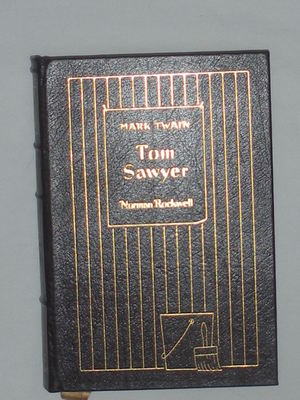 MARK TWAIN
Tom
Sawyer
Norman Rockwell